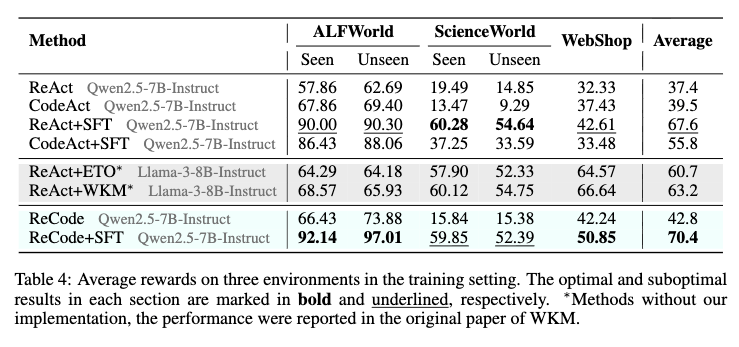 Method ALFWorld ScienceWorld WebShop Average
Seen Unseen Seen Unseen
ReAct Qwen2.5-7B-Instruct 57.86 62.69 19.49 14.85 32.33 37.4
CodeAct Qwen2.5-7B-Instruct 67.86 69.40 13.47 9.29 37.43 39.5
ReAct+SFT Qwen2.5-7B-Instruct 90.00 90.30 60.28 54.64 42.61 67.6
CodeAct+SFT Qwen2.5-7B-Instruct 86.43 88.06 37.25 33.59 33.48 55.8
ReAct+ETO* Llama-3-8B-Instruct 64.29 64.18 57.90 52.33 64.57 60.7
ReAct+WKM* Llama-3-8B-Instruct 68.57 65.93 60.12 54.75 66.64 63.2
ReCode Qwen2.5-7B-Instruct 66.43 73.88 15.84 15.38 42.24 42.8
ReCode+SFT Qwen2.5-7B-Instruct 92.14 97.01 59.85 52.39 50.85 70.4
Table 4: Average rewards on three environments in the training setting. The optimal and suboptimal
results in each section are marked in bold and underlined, respectively. *Methods without our
implementation, the performance were reported in the original paper of WKM.